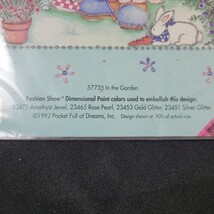 57735 In the Garden
Fashion Show® Dimensional Paint colors used to embellish this design:
23471 Amethyst Jewel, 23465 Rose Pearl, 23453 Gold Glitter, 23451 Silver Glitter
©1992 Pocket Full of Dreams, Inc. Design shown at 90% of actual size